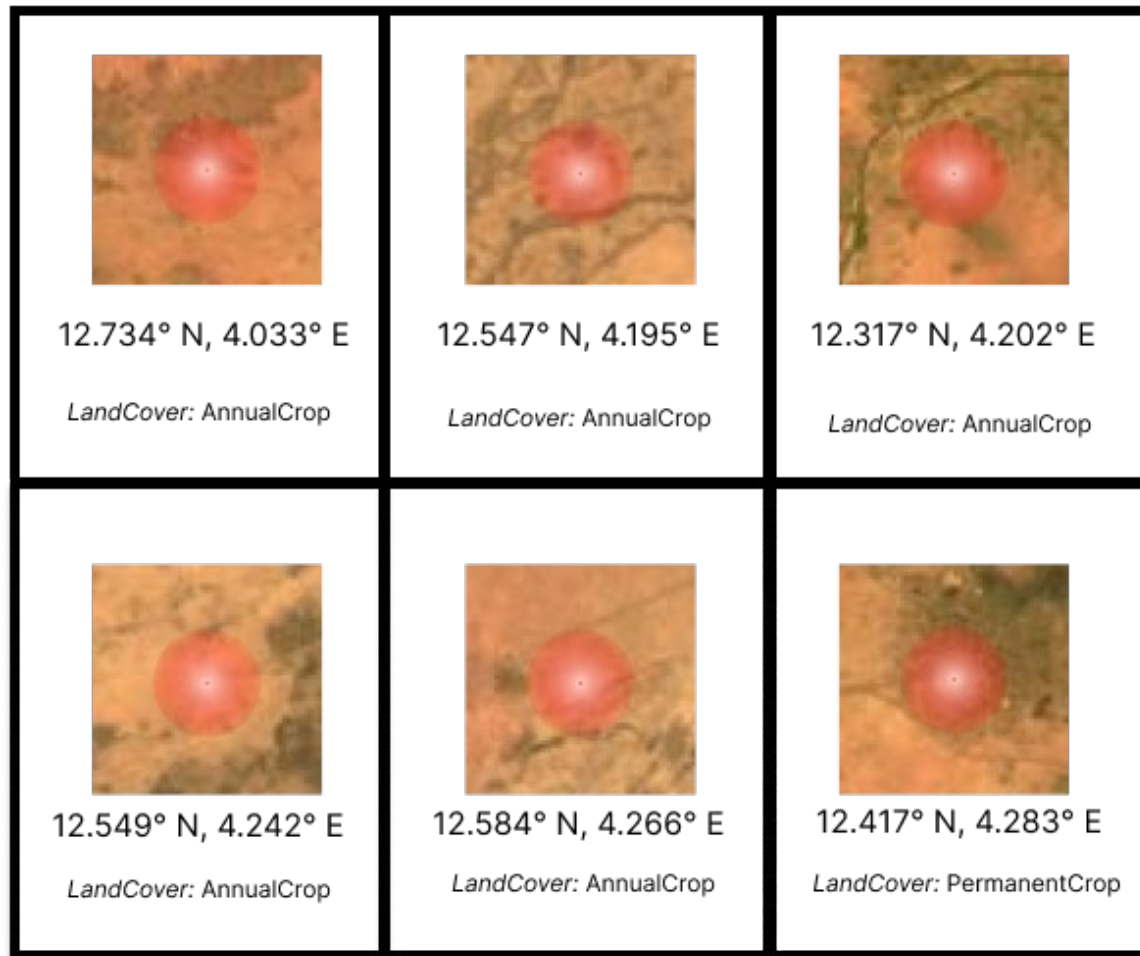 12.734° N, 4.033° E
LandCover: AnnualCrop
12.547° N, 4.195° E
LandCover: AnnualCrop
12.317° N, 4.202° E
LandCover: AnnualCrop
12.549° N, 4.242° E
LandCover: AnnualCrop
12.584° N, 4.266° E
LandCover: AnnualCrop
12.417° N, 4.283° E
LandCover: PermanentCrop